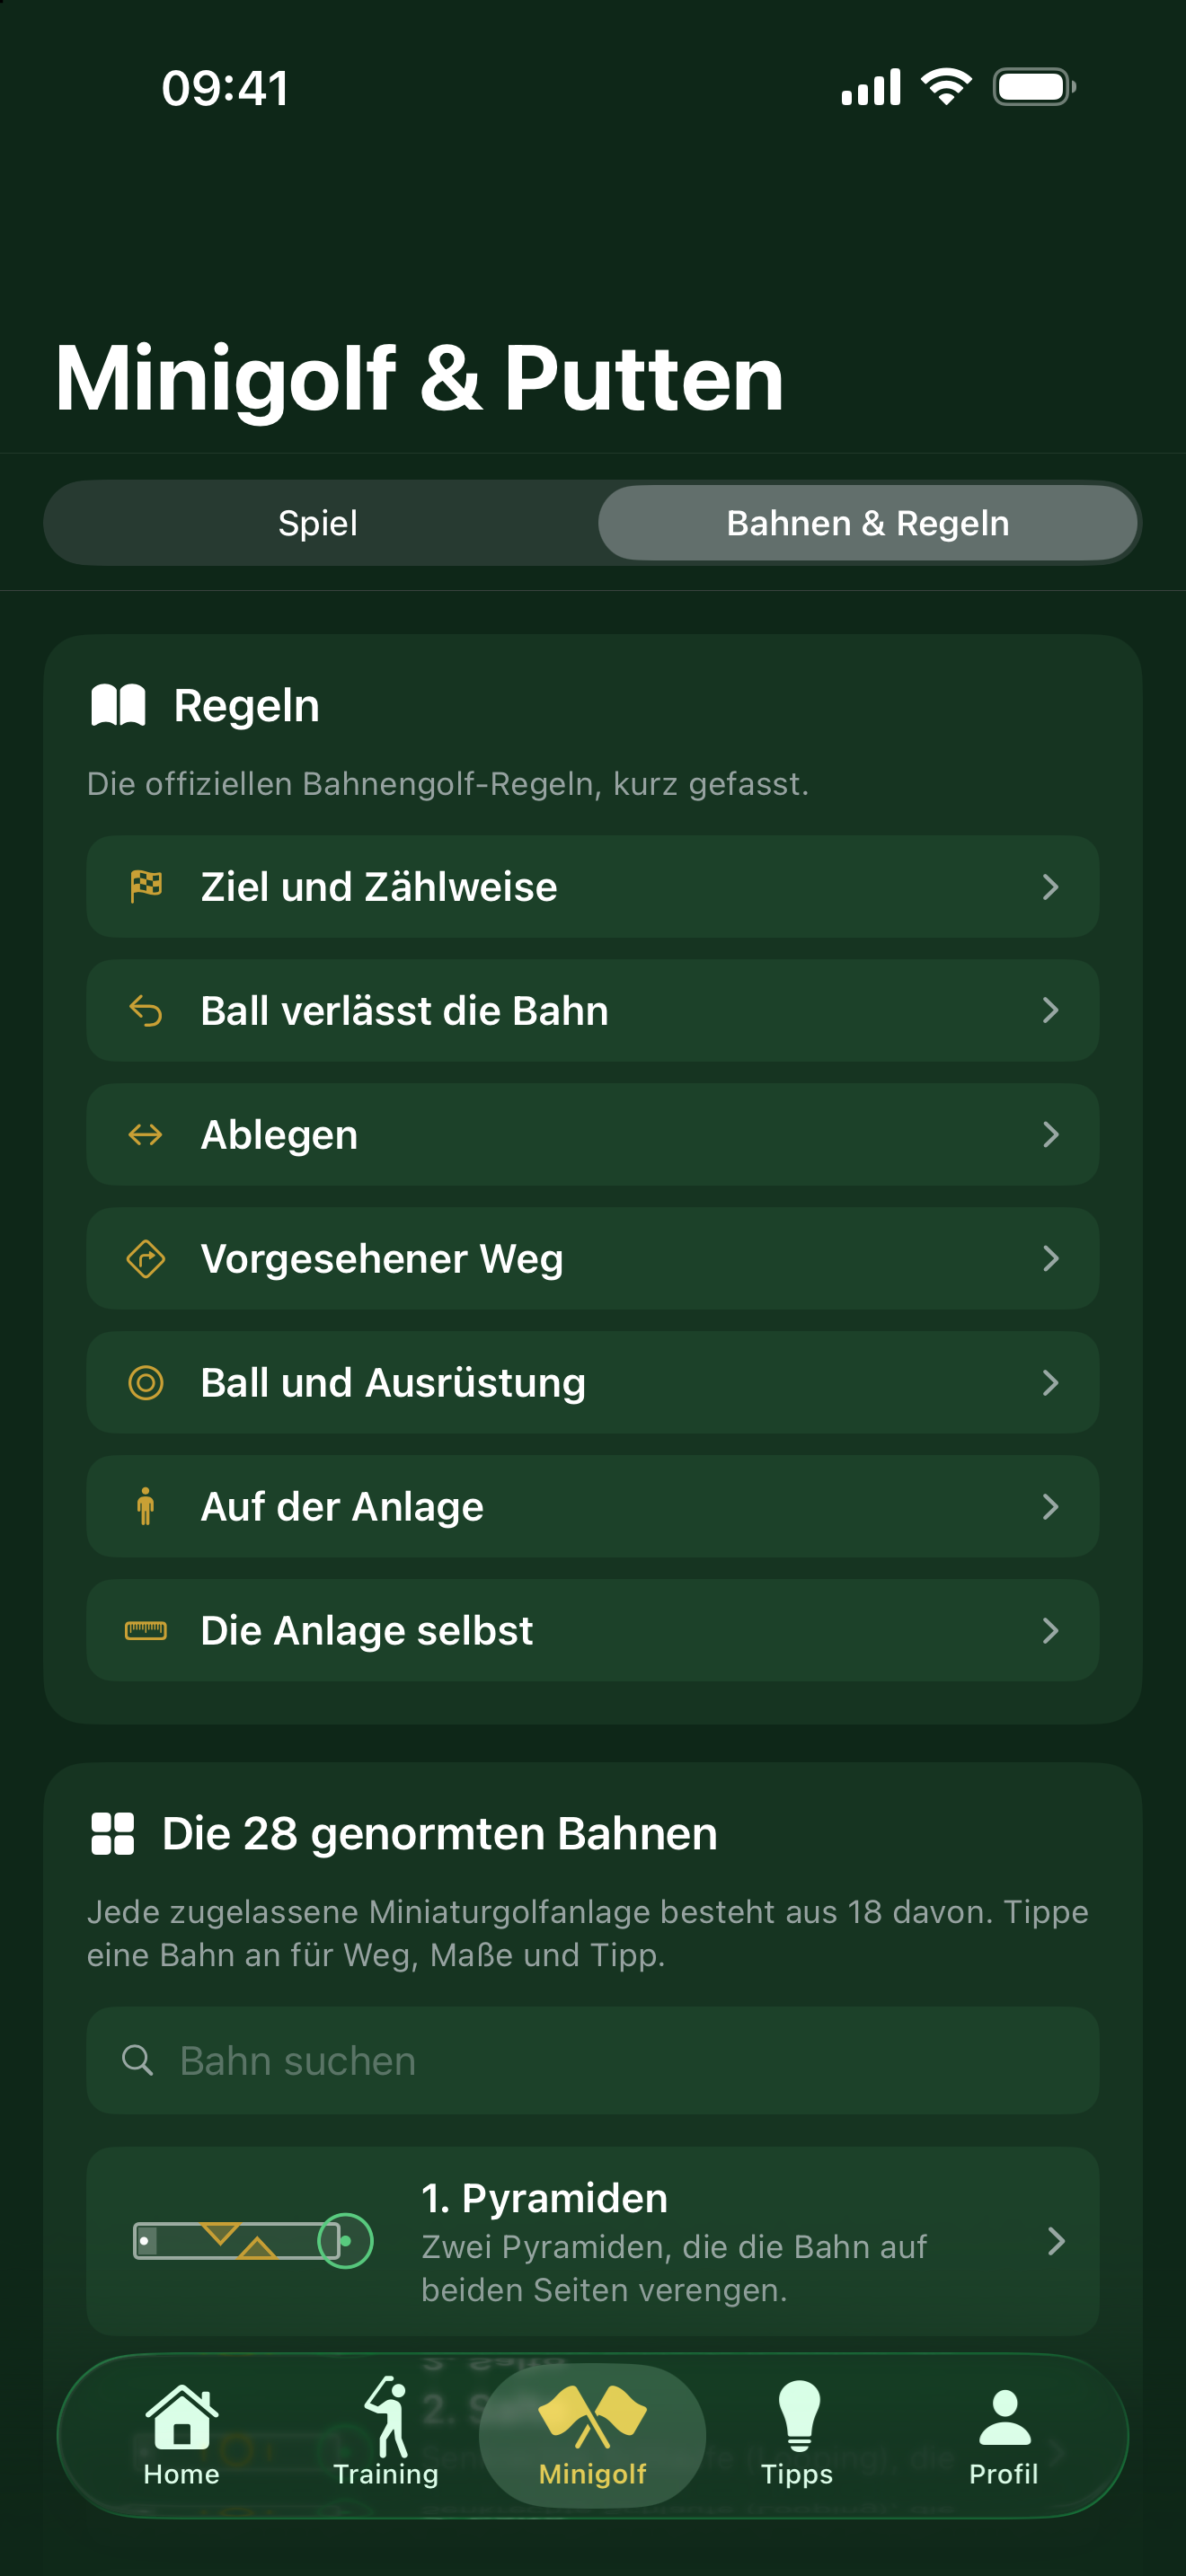 09:41
Minigolf & Putten
Spiel
Bahnen & Regeln
Regeln
Die offiziellen Bahnengolf-Regeln, kurz gefasst.
Ziel und Zählweise
Ball verlässt die Bahn
Ablegen
Vorgesehener Weg
Ball und Ausrüstung
Auf der Anlage
Die Anlage selbst
Die 28 genormten Bahnen
Jede zugelassene Miniaturgolfanlage besteht aus 18 davon. Tippe
eine Bahn an für Weg, Maße und Tipp.
Bahn suchen
1. Pyramiden
Zwei Pyramiden, die die Bahn auf
beiden Seiten verengen.
2.
Home
Training
Minigolf
Tipps
Profil